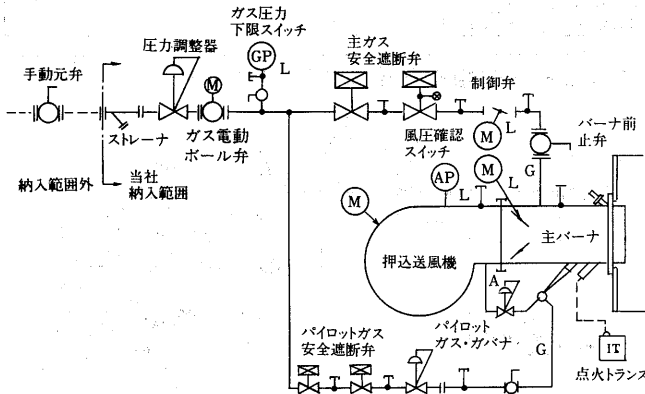 ガス圧力
下限スイッチ
圧力調整器
GP
L
主ガス
安全遮断弁
手動元弁
M
制御弁
ストレーナ
ガス電動
ボール弁
風圧確認
スイッチ
M
L
バーナ前
止弁
納入範囲外
当社
納入範囲
M
L
G
AP
L
M
押込送風機
主バーナ
A
パイロットガス
安全遮断弁
パイロット
ガス・ガバナ
G
IT
点火トランス